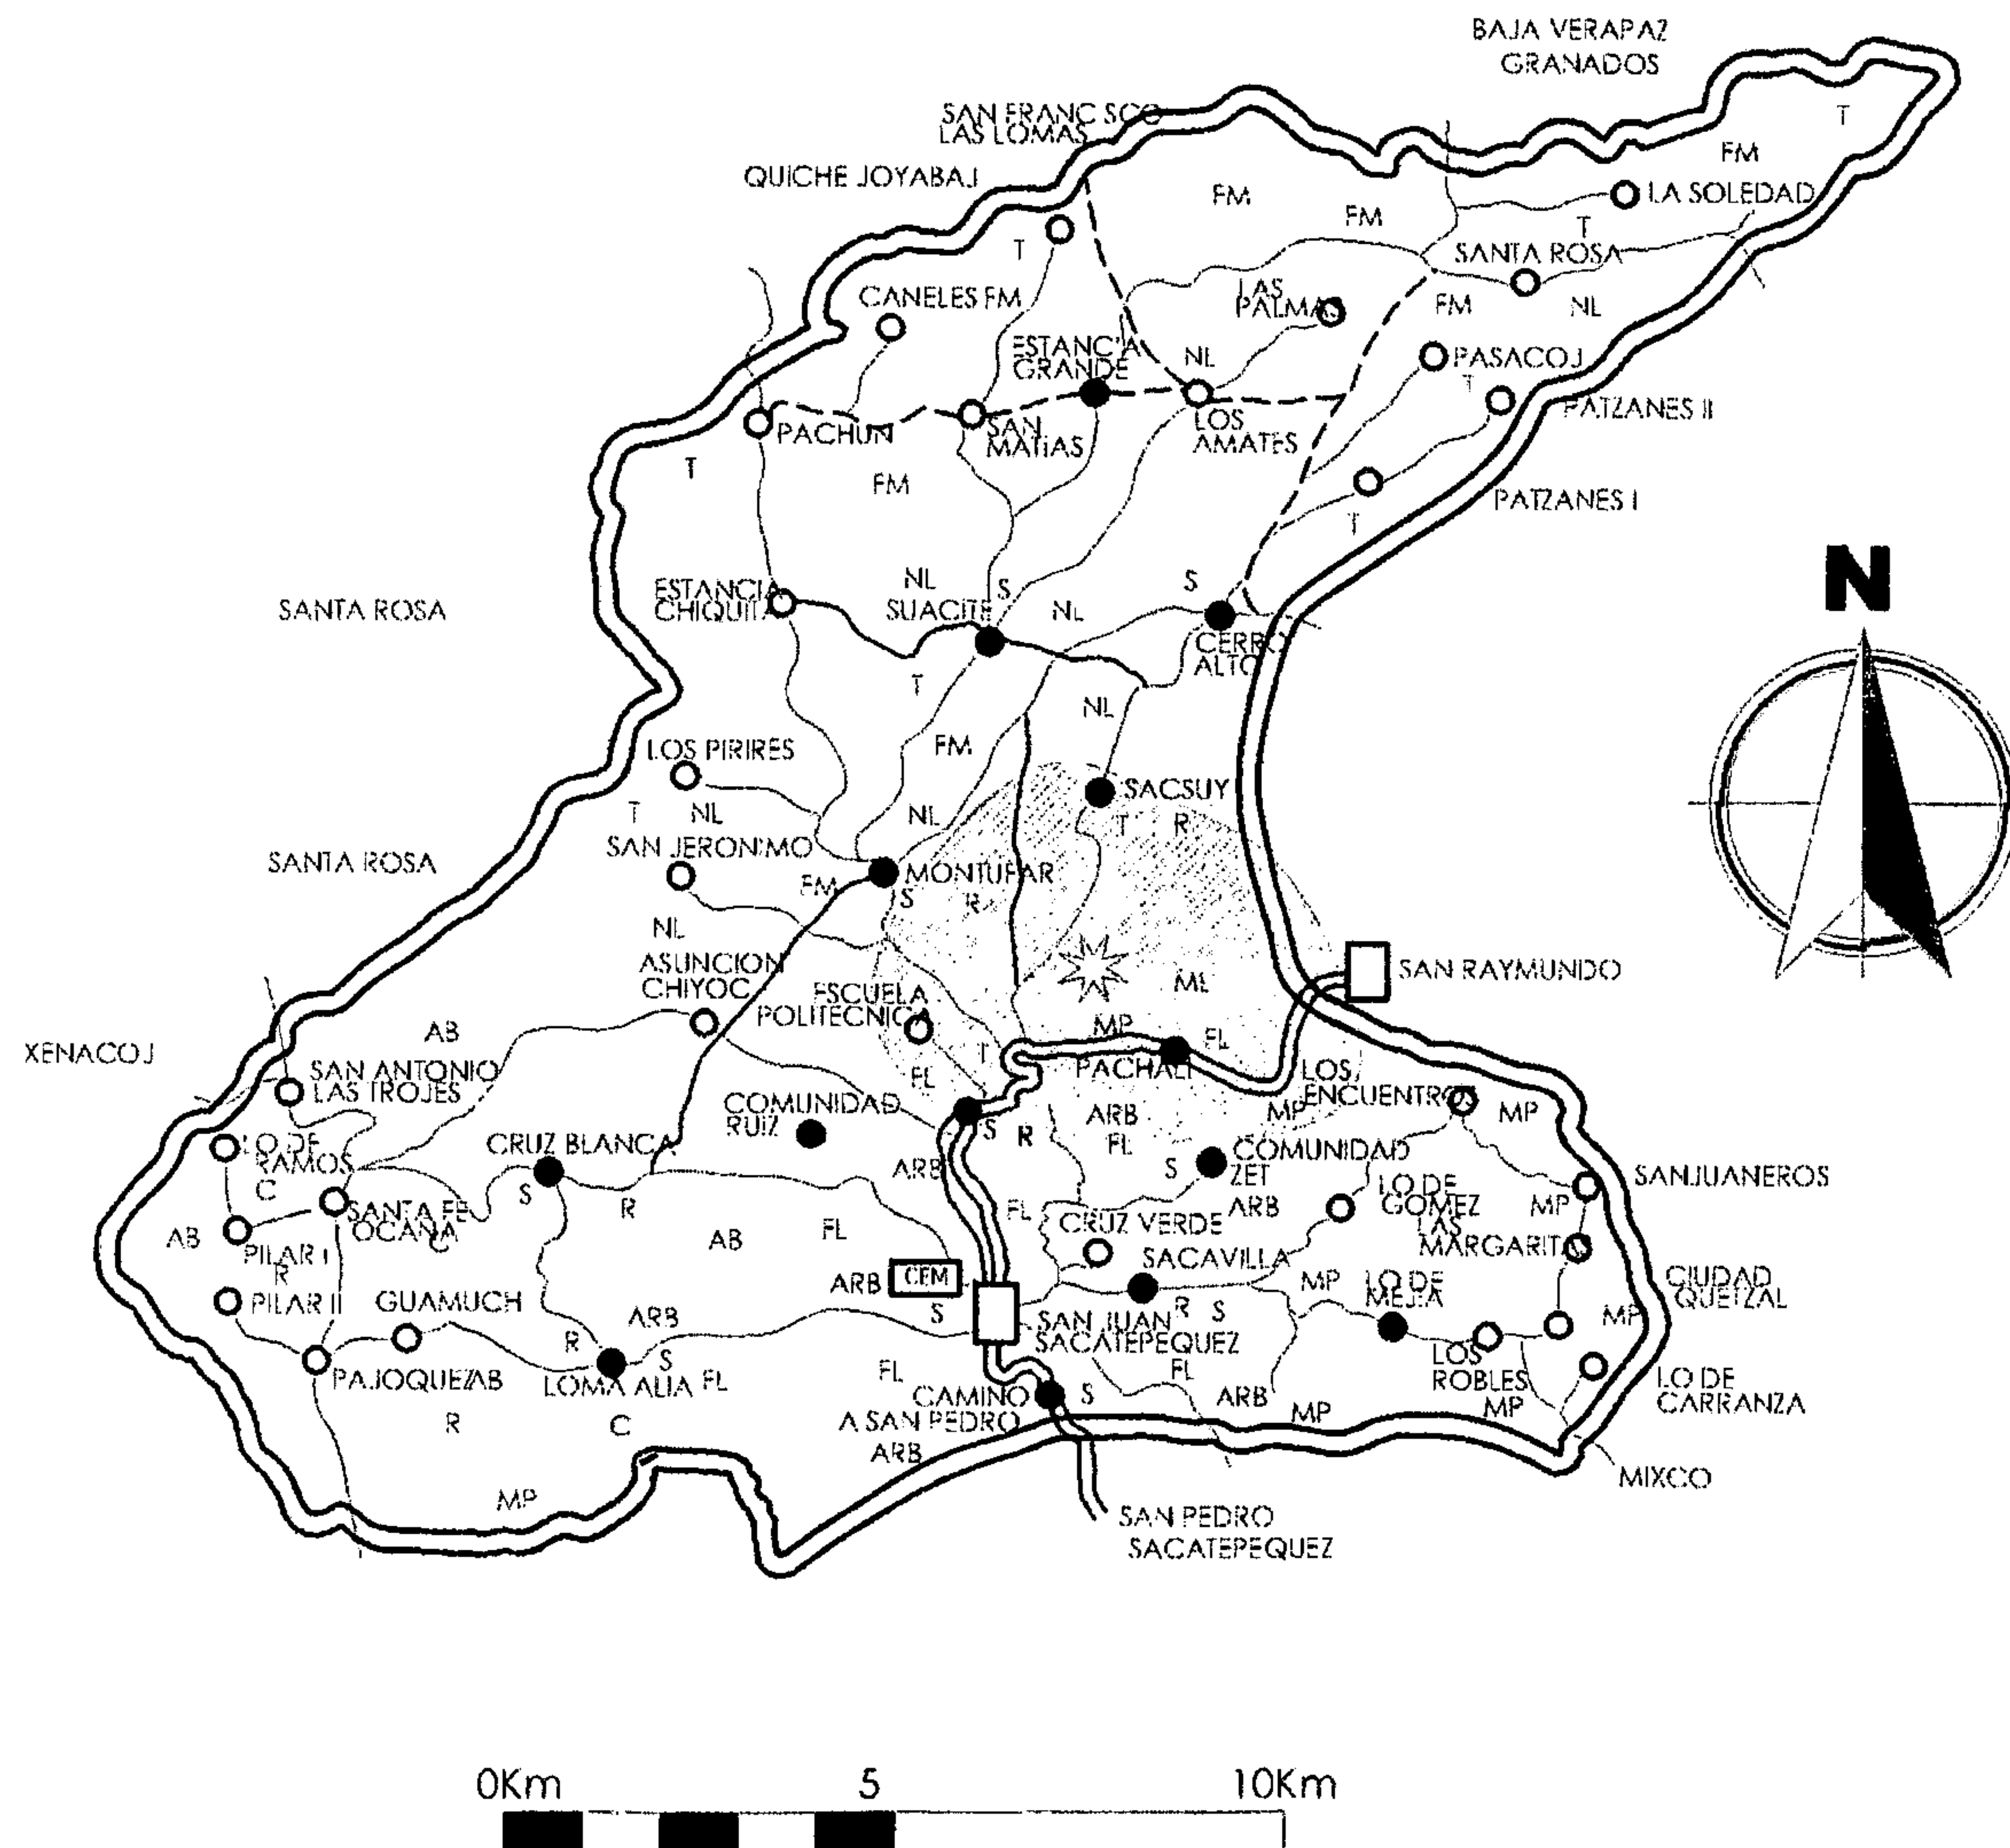 BAJA VERAPAZ
GRANADOS
SAN FRANCISCO
LAS LOMAS
T
FM
QUICHE JOYABAJ
FM
LA SOLEDAD
FM
T
T
SANTA ROSA
CANELES FM
LAS
PALMAS
FM
NL
ESTANCIA
GRANDE
NL
PASACOJ
T
PATZANES II
PACHUN
SAN
MATIAS
LOS
AMATES
T
FM
PATZANES I
T
N
NL
S
S
ESTANCIA
CHIQUITA
SUACITE
NL
SANTA ROSA
CERRO
ALTO
T
NL
LOS PIRIRES
FM
SACSUY
T
NL
NL
T
R
SAN JERONIMO
SANTA ROSA
MONTUFAR
FM
S
R
NL
ASUNCION
CHIYOC
SAN RAYMUNDO
ML
ESCUELA
POLITECNICA
AB
MP
FL
XENACOJ
T
SAN ANTONIO
LAS TROJES
FL
PACHALI
LOS
ENCUENTROS
COMUNIDAD
RUIZ
ARB
MP
MP
S
R
FL
LO DE
RAMOS
C
CRUZ BLANCA
ARB
S
COMUNIDAD
ZET
SANJUANEROS
S
R
SANTA FE
OCAÑA
FL
ARB
LO DE
GOMEZ
MP
AB
AB
FL
CRUZ VERDE
LAS
MARGARITAS
PILAR I
R
SACAVILLA
CEM
ARB
MP
LO DE
MEJIA
CIUDAD
QUETZAL
PILAR II
GUAMUCH
ARB
S
SAN JUAN
SACATEPEQUEZ
R
S
MP
R
S
LOS
ROBLES
PAJOQUEZ
AB
LOMA ALTA
FL
FL
FL
LO DE
CARRANZA
CAMINO
A SAN PEDRO
S
ARB
MP
MP
R
C
ARB
MIXCO
MP
SAN PEDRO
SACATEPEQUEZ
0Km 5 10Km